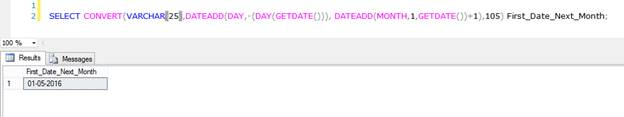 1
2 SELECT CONVERT(VARCHAR(25),DATEADD(DAY,-(DAY(GETDATE())), DATEADD(MONTH,1,GETDATE())+1),105) First_Date_Next_Month;
100 %
Results Messages
First_Date_Next_Month
1 01-05-2016